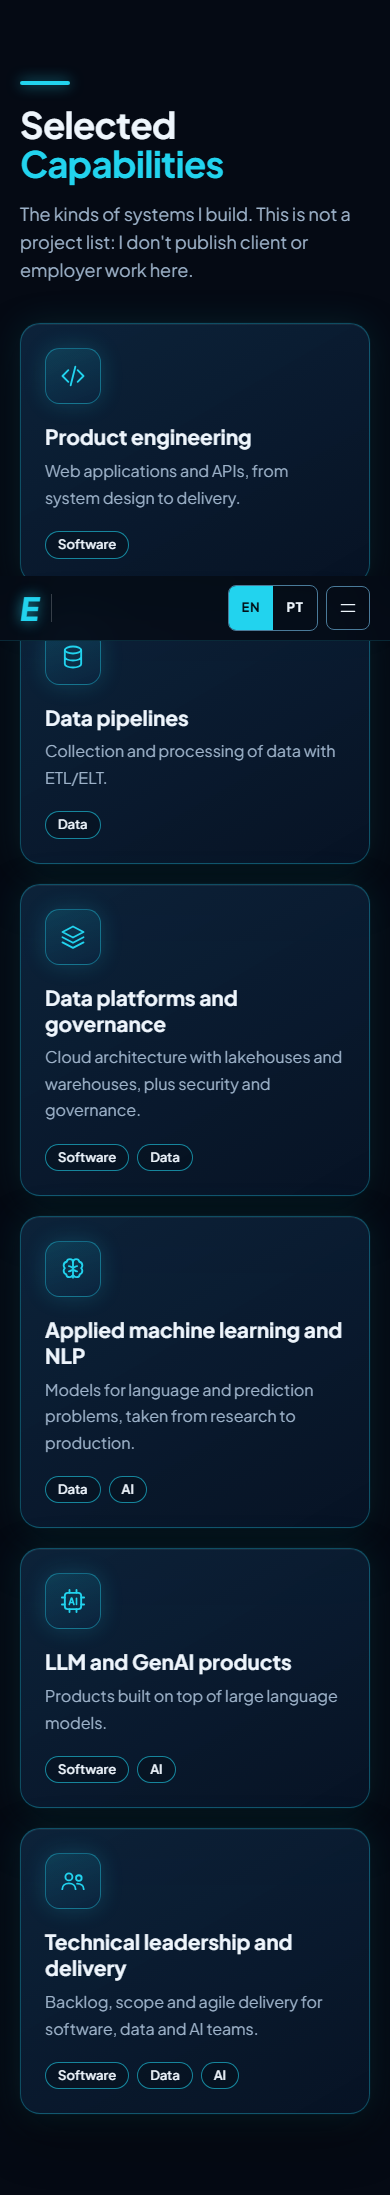 Selected
Capabilities
The kinds of systems I build. This is not a
project list: I don't publish client or
employer work here.
Product engineering
Web applications and APIs, from
system design to delivery.
Software
E
EN
PT
Data pipelines
Collection and processing of data with
ETL/ELT.
Data
Data platforms and
governance
Cloud architecture with lakehouses and
warehouses, plus security and
governance.
Software
Data
Applied machine learning and
NLP
Models for language and prediction
problems, taken from research to
production.
Data
AI
AI
LLM and GenAI products
Products built on top of large language
models.
Software
AI
Technical leadership and
delivery
Backlog, scope and agile delivery for
software, data and AI teams.
Software
Data
AI